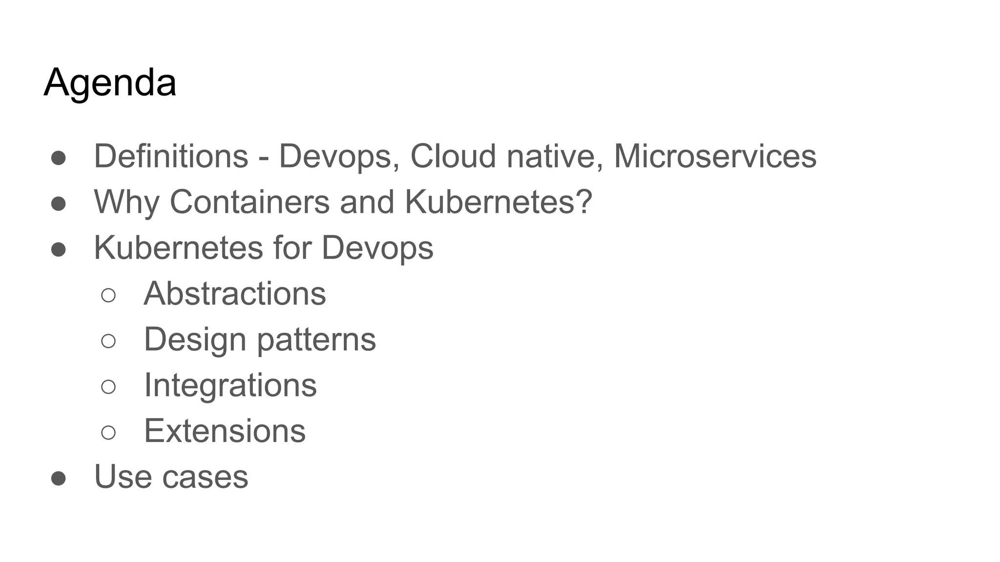 Agenda
● Definitions - Devops, Cloud native, Microservices
● Why Containers and Kubernetes?
● Kubernetes for Devops
○ Abstractions
○ Design patterns
○ Integrations
○ Extensions
● Use cases